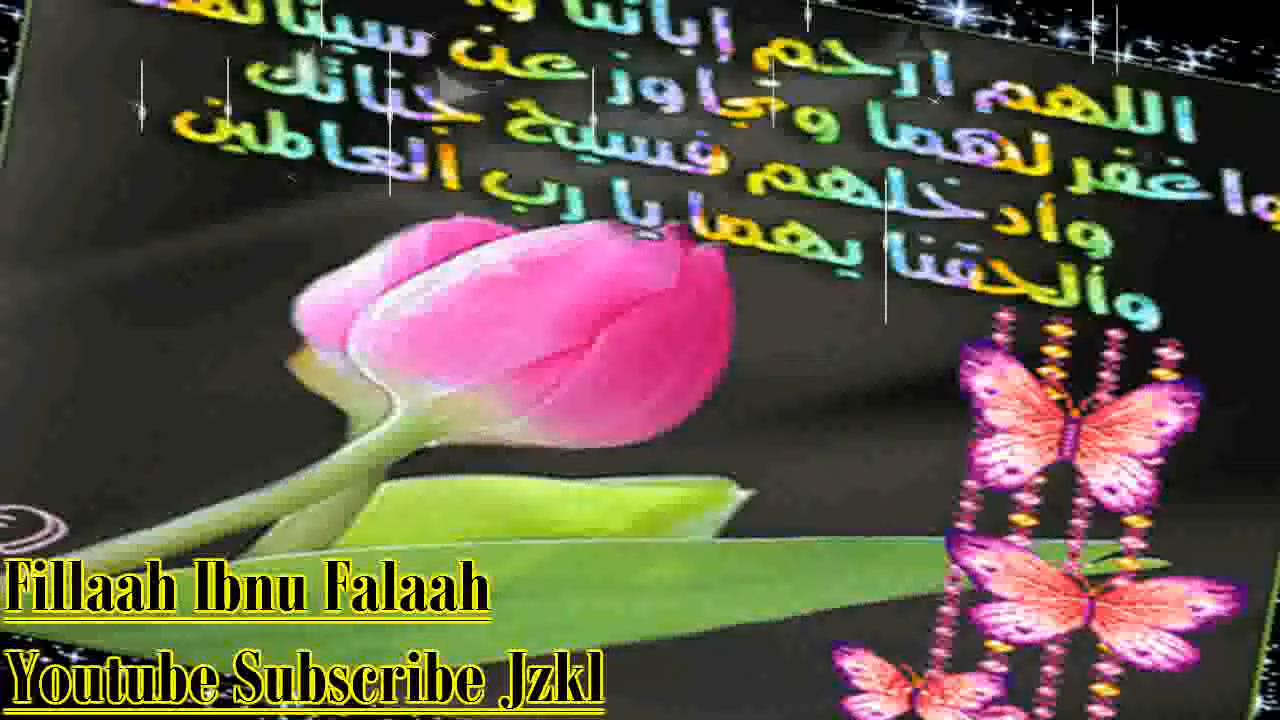 اللهم ارحم إبائنا
واغفر لهما وتجاوز عن سيئاتهم
وأدخلهم فسيح جناتك
وألحقنا بهما يا رب العالمين
Fillaah Ibnu Falaah
Youtube Subscribe Jzkl